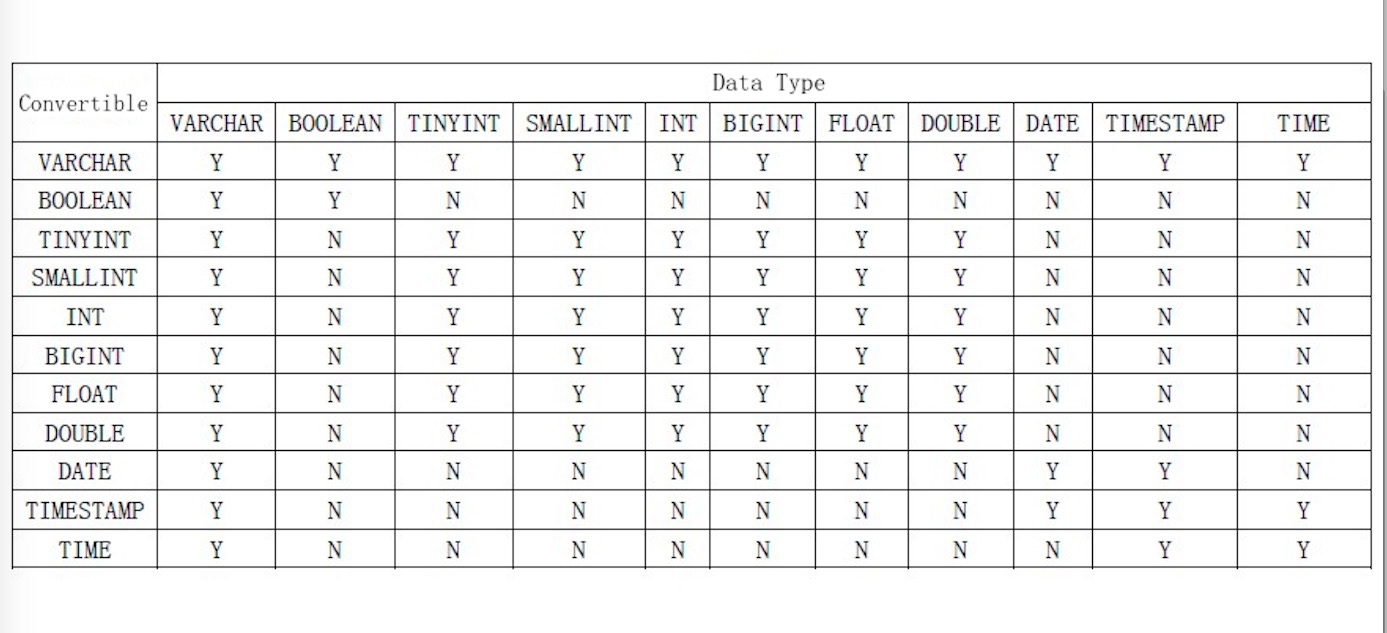 Data Type
Convertible
VARCHAR BOOLEAN TINYINT SMALLINT INT BIGINT FLOAT DOUBLE DATE TIMESTAMP TIME
VARCHAR Y Y Y Y Y Y Y Y Y Y Y
BOOLEAN Y Y N N N N N N N N N
TINYINT Y N Y Y Y Y Y Y N N N
SMALLINT Y N Y Y Y Y Y Y N N N
INT Y N Y Y Y Y Y Y N N N
BIGINT Y N Y Y Y Y Y Y N N N
FLOAT Y N Y Y Y Y Y Y N N N
DOUBLE Y N Y Y Y Y Y Y N N N
DATE Y N N N N N N N Y Y N
TIMESTAMP Y N N N N N N N Y Y Y
TIME Y N N N N N N N N Y Y